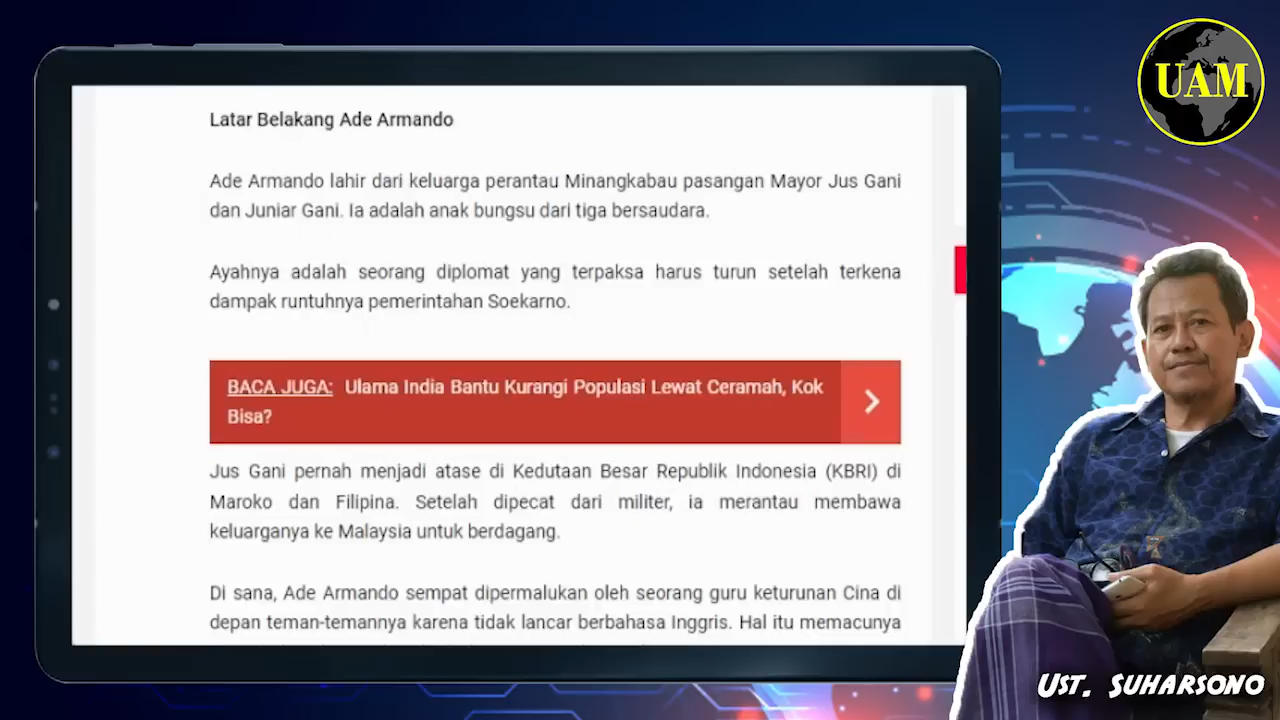 UAM
Latar Belakang Ade Armando
Ade Armando lahir dari keluarga perantau Minangkabau pasangan Mayor Jus Gani
dan Juniar Gani. Ia adalah anak bungsu dari tiga bersaudara.
Ayahnya adalah seorang diplomat yang terpaksa harus turun setelah terkena
dampak runtuhnya pemerintahan Soekarno.
BACA JUGA: Ulama India Bantu Kurangi Populasi Lewat Ceramah, Kok
Bisa?
Jus Gani pernah menjadi atase di Kedutaan Besar Republik Indonesia (KBRI) di
Maroko dan Filipina. Setelah dipecat dari militer, ia merantau membawa
keluarganya ke Malaysia untuk berdagang.
Di sana, Ade Armando sempat dipermalukan oleh seorang guru keturunan Cina di
depan teman-temannya karena tidak lancar berbahasa Inggris. Hal itu memacunya
Ust. Suharsono